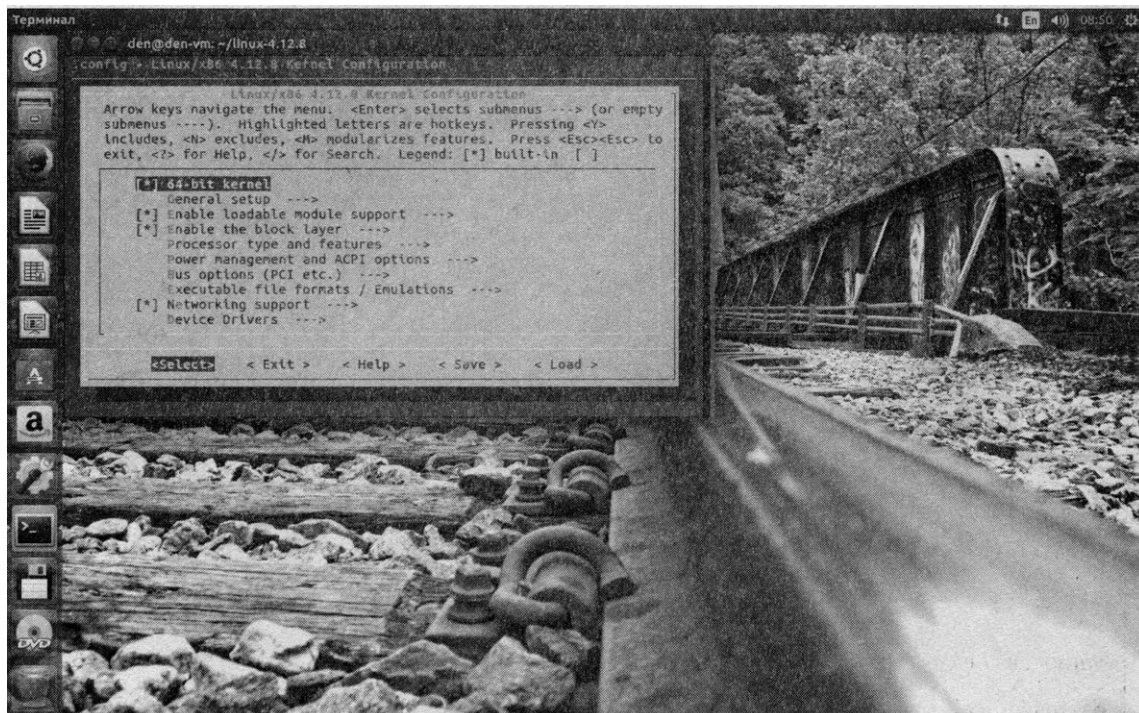 Терминал
En 08:50
den@den-vm: ~/linux-4.12.8
.config - Linux/x86 4.12.8 Kernel Configuration
Linux/x86 4.12.8 Kernel Configuration
Arrow keys navigate the menu. <Enter> selects submenus ---> (or empty
submenus ----). Highlighted letters are hotkeys. Pressing <Y>
includes, <N> excludes, <M> modularizes features. Press <Esc><Esc> to
exit, <?> for Help, </> for Search. Legend: [*] built-in [ ]
[*] 64-bit kernel
General setup --->
[*] Enable loadable module support --->
[*] Enable the block layer --->
Processor type and features --->
Power management and ACPI options --->
Bus options (PCI etc.) --->
Executable file formats / Emulations --->
[*] Networking support --->
Device Drivers --->
<Select> < Exit > < Help > < Save > < Load >
a
>_
DVD